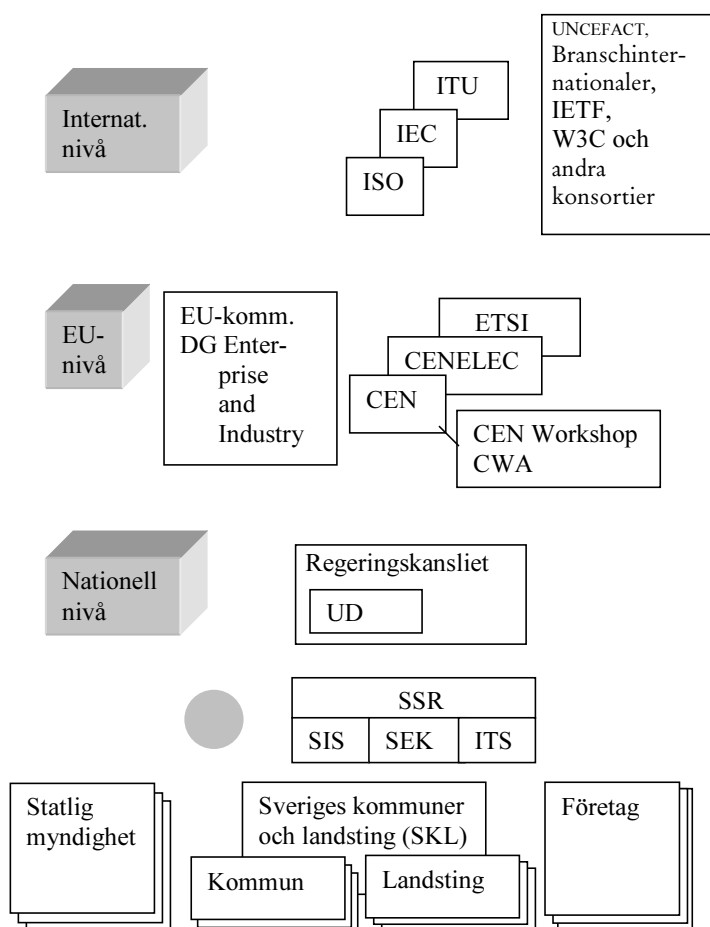 Internat.
nivå
ITU
IEC
ISO
UNCEFACT,
Branschinter-
nationaler,
IETF,
W3C och
andra
konsortier
EU-
nivå
EU-komm.
DG Enter-
prise
and
Industry
ETSI
CENELEC
CEN
CEN Workshop
CWA
Nationell
nivå
Regeringskansliet
UD
SSR
SIS SEK ITS
Statlig
myndighet
Sveriges kommuner
och landsting (SKL)
Kommun
Landsting
Företag